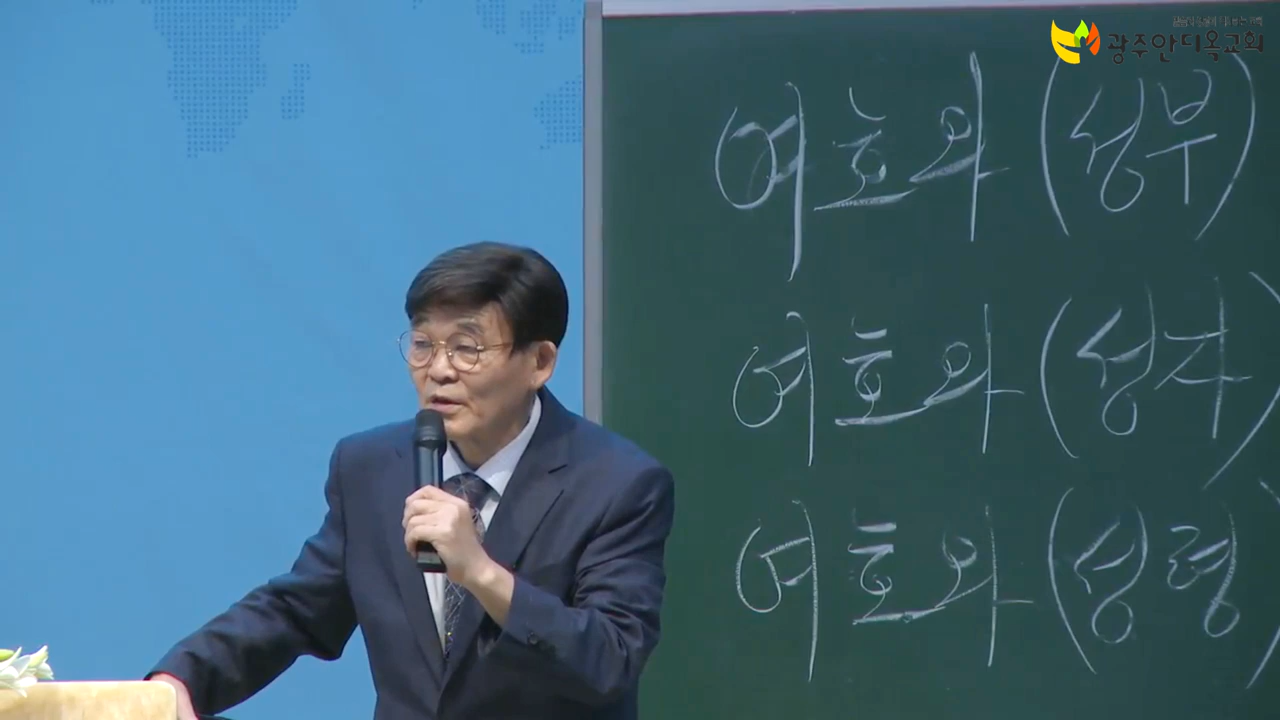 광주안디옥교회
여호와 (성부)
여호와 (성자)
여호와 (성령)